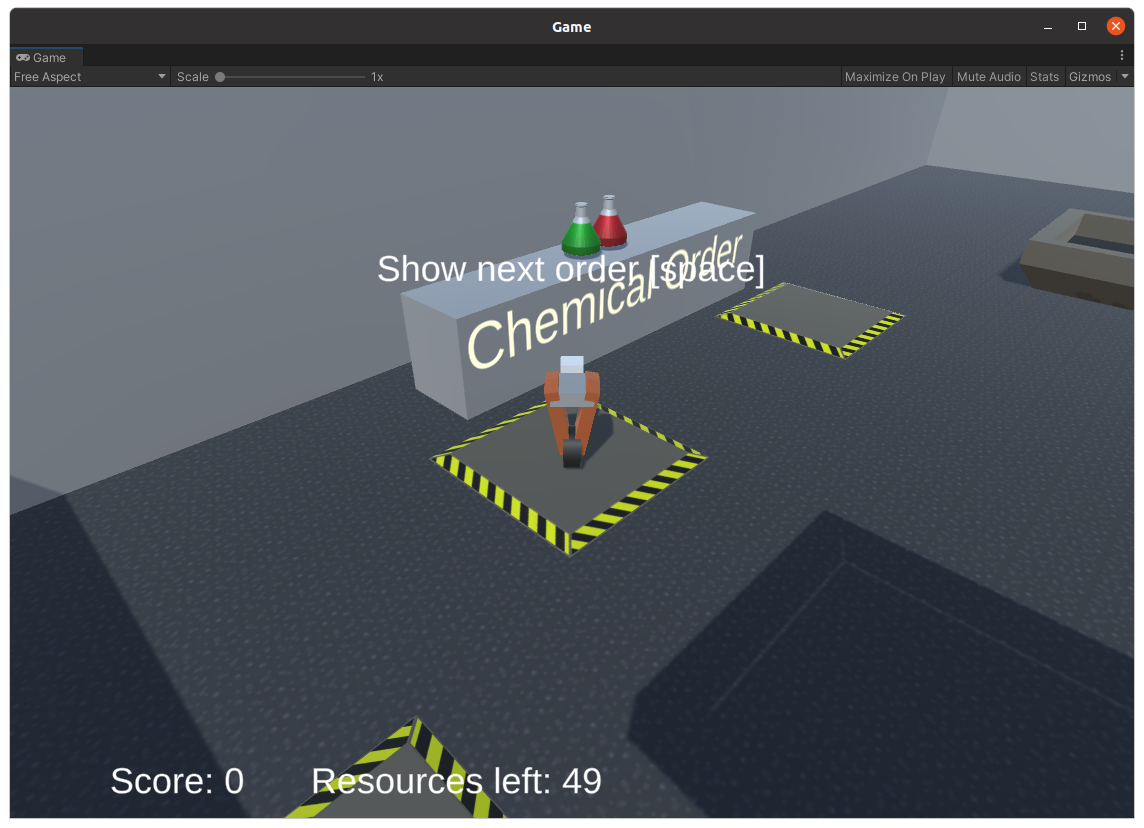 Game
Game
Free Aspect
Scale 1x
Maximize On Play Mute Audio Stats Gizmos
Show next order [space]
Chemical Order
Score: 0 Resources left: 49